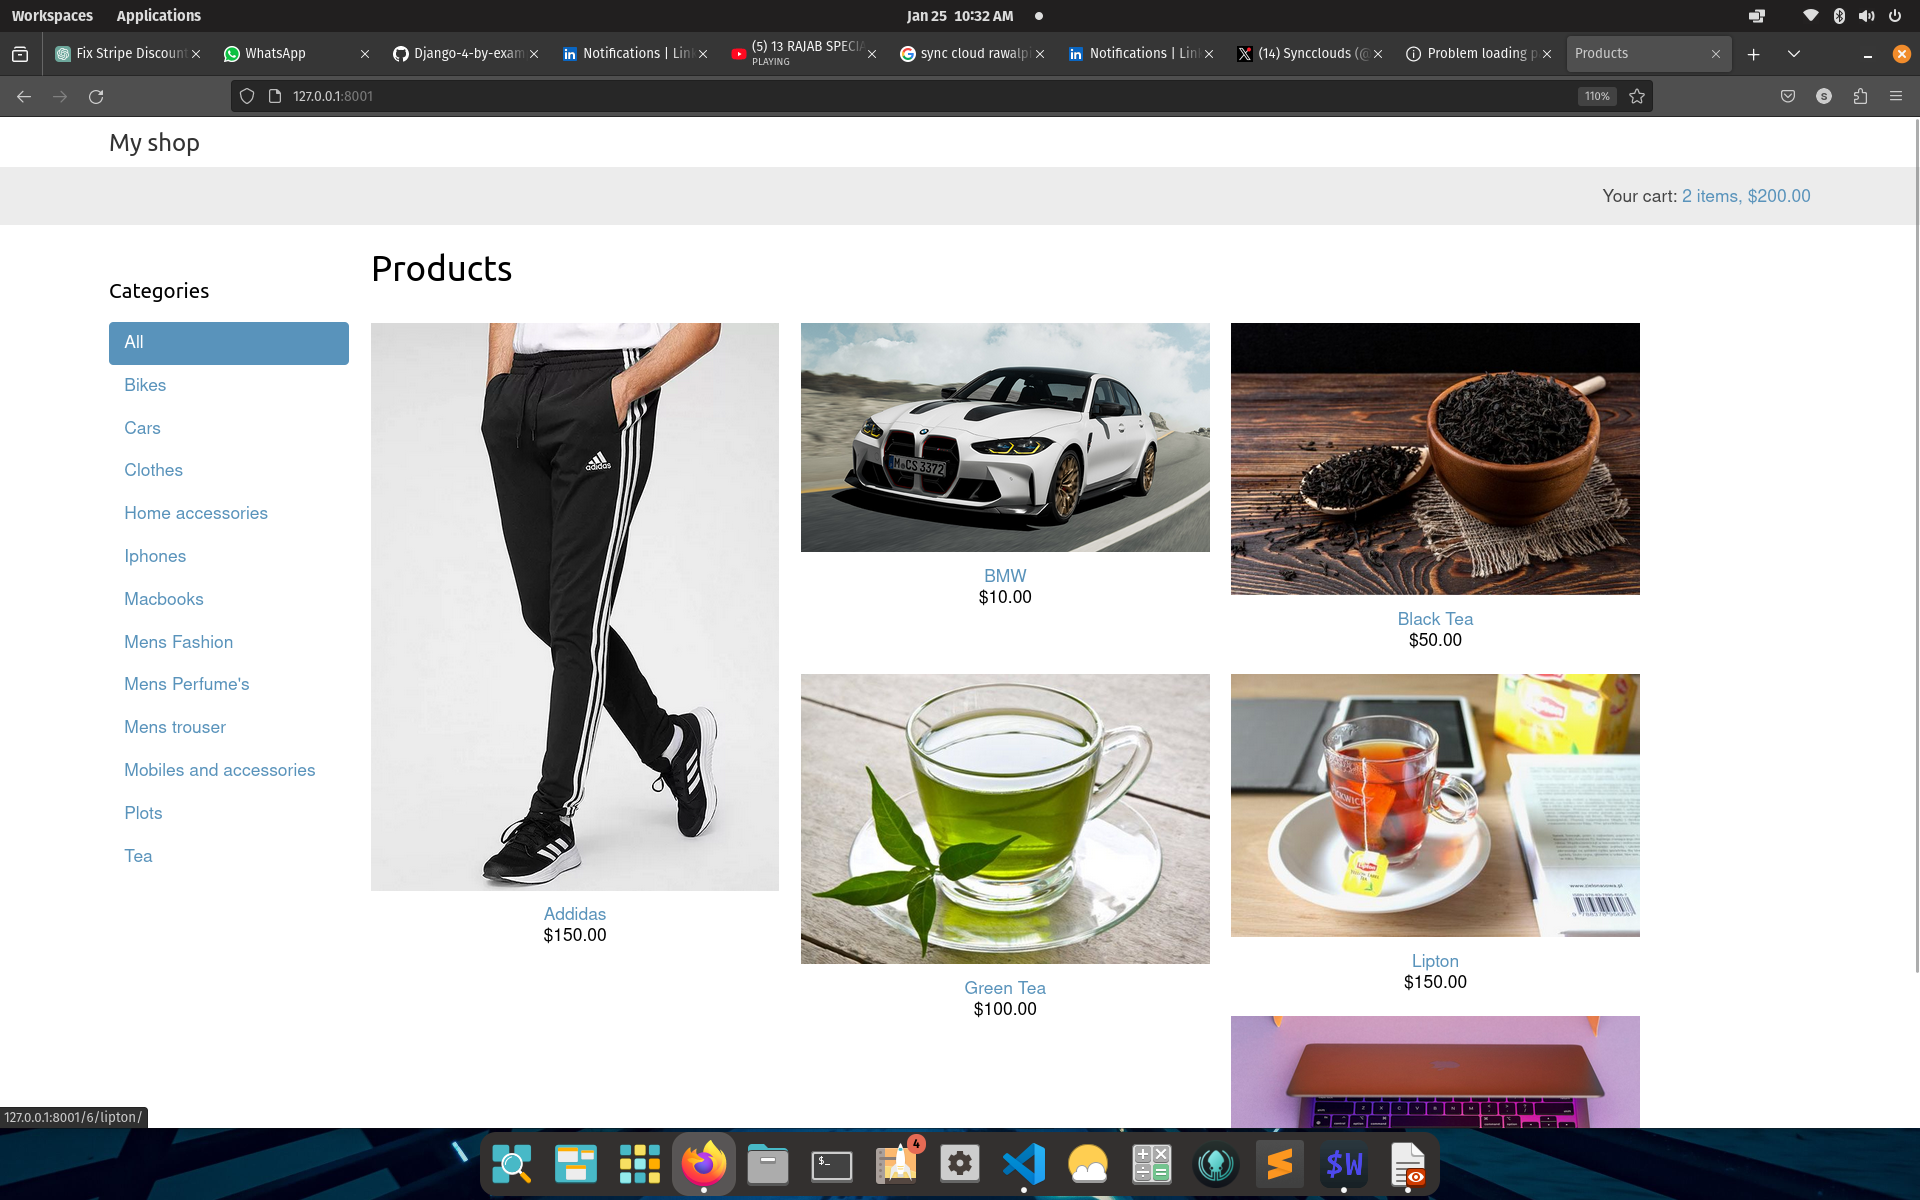 Workspaces Applications Jan 25 10:32 AM
Fix Stripe Discount WhatsApp Django-4-by-exam Notifications | Lin (5) 13 RAJAB SPECIA sync cloud rawalpi Notifications | Lin (14) Syncclouds (@ Problem loading p Products
PLAYING
127.0.0.1:8001 110% S
My shop
Your cart: 2 items, $200.00
Products
Categories
All
Bikes
Cars
Clothes
Home accessories
Iphones
Macbooks
Mens Fashion
Mens Perfume's
Mens trouser
Mobiles and accessories
Plots
Tea
adidas
Addidas
$150.00
M CS 3372
BMW
$10.00
Black Tea
$50.00
Green Tea
$100.00
PICKWICK
Lipton
Lipton
$150.00
127.0.0.1:8001/6/lipton/
$_ 4 $W